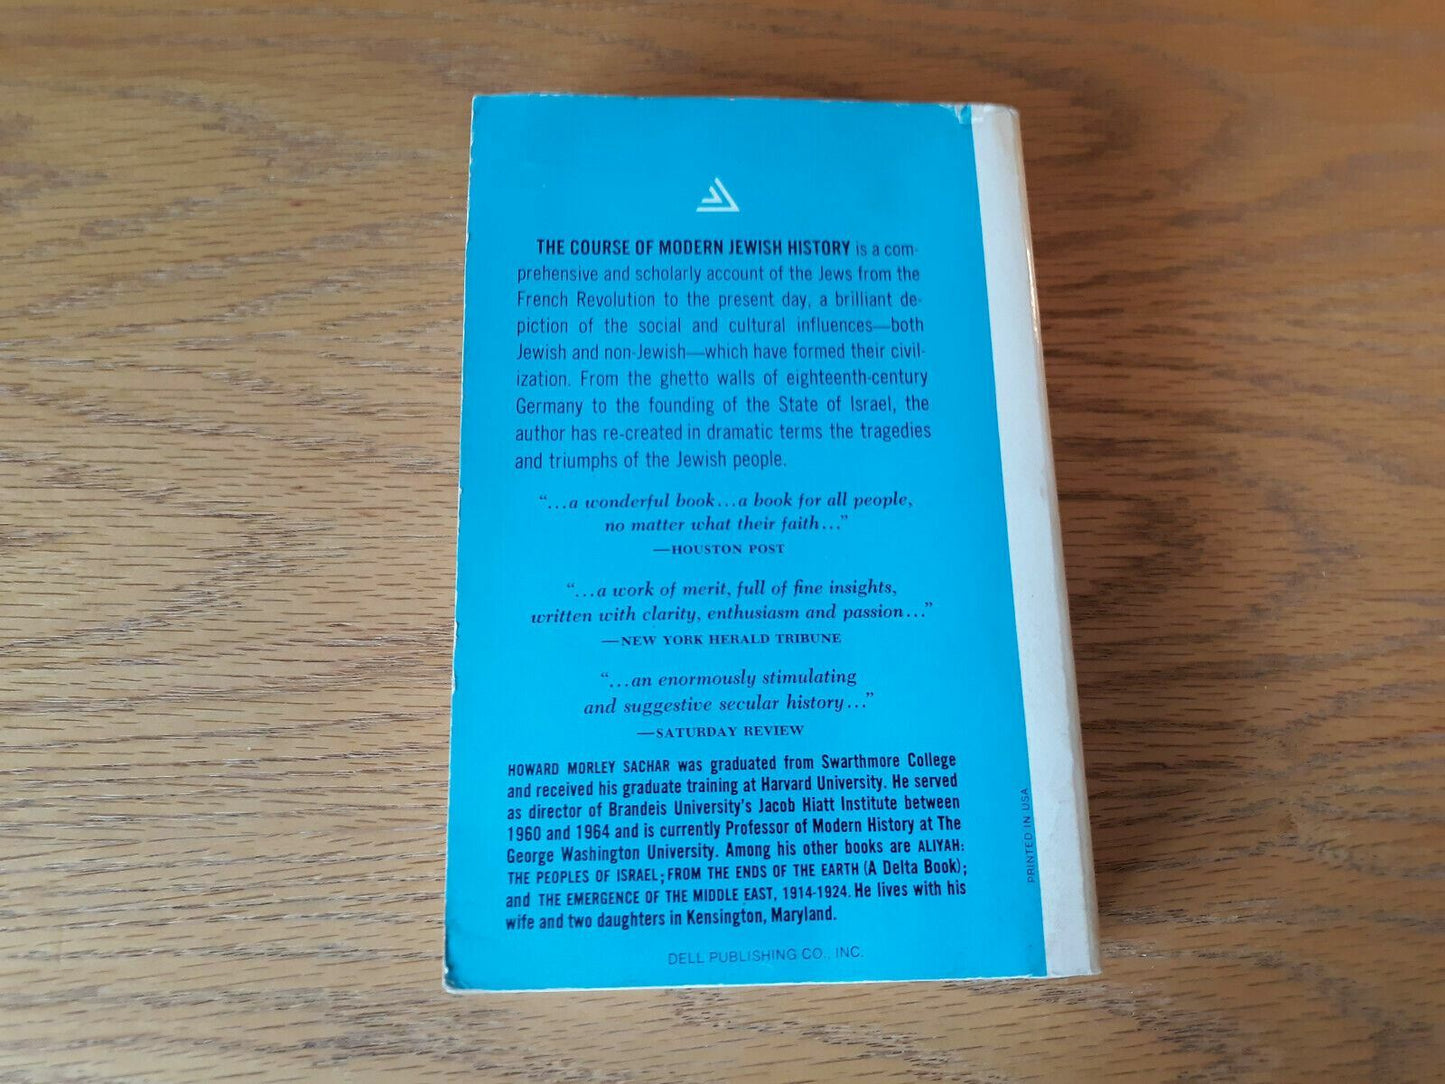 THE COURSE OF MODERN JEWISH HISTORY is a com-
prehensive and scholarly account of the Jews from the
French Revolution to the present day, a brilliant de-
piction of the social and cultural influences—both
Jewish and non-Jewish—which have formed their civil-
ization. From the ghetto walls of eighteenth-century
Germany to the founding of the State of Israel, the
author has re-created in dramatic terms the tragedies
and triumphs of the Jewish people.
“...a wonderful book...a book for all people,
no matter what their faith...”
—HOUSTON POST
“...a work of merit, full of fine insights,
written with clarity, enthusiasm and passion...”
—NEW YORK HERALD TRIBUNE
“...an enormously stimulating
and suggestive secular history...”
—SATURDAY REVIEW
HOWARD MORLEY SACHAR was graduated from Swarthmore College
and received his graduate training at Harvard University. He served
as director of Brandeis University's Jacob Hiatt Institute between
1960 and 1964 and is currently Professor of Modern History at The
George Washington University. Among his other books are ALIYAH:
THE PEOPLES OF ISRAEL; FROM THE ENDS OF THE EARTH (A Delta Book);
and THE EMERGENCE OF THE MIDDLE EAST, 1914-1924. He lives with his
wife and two daughters in Kensington, Maryland.
DELL PUBLISHING CO., INC.
PRINTED IN USA